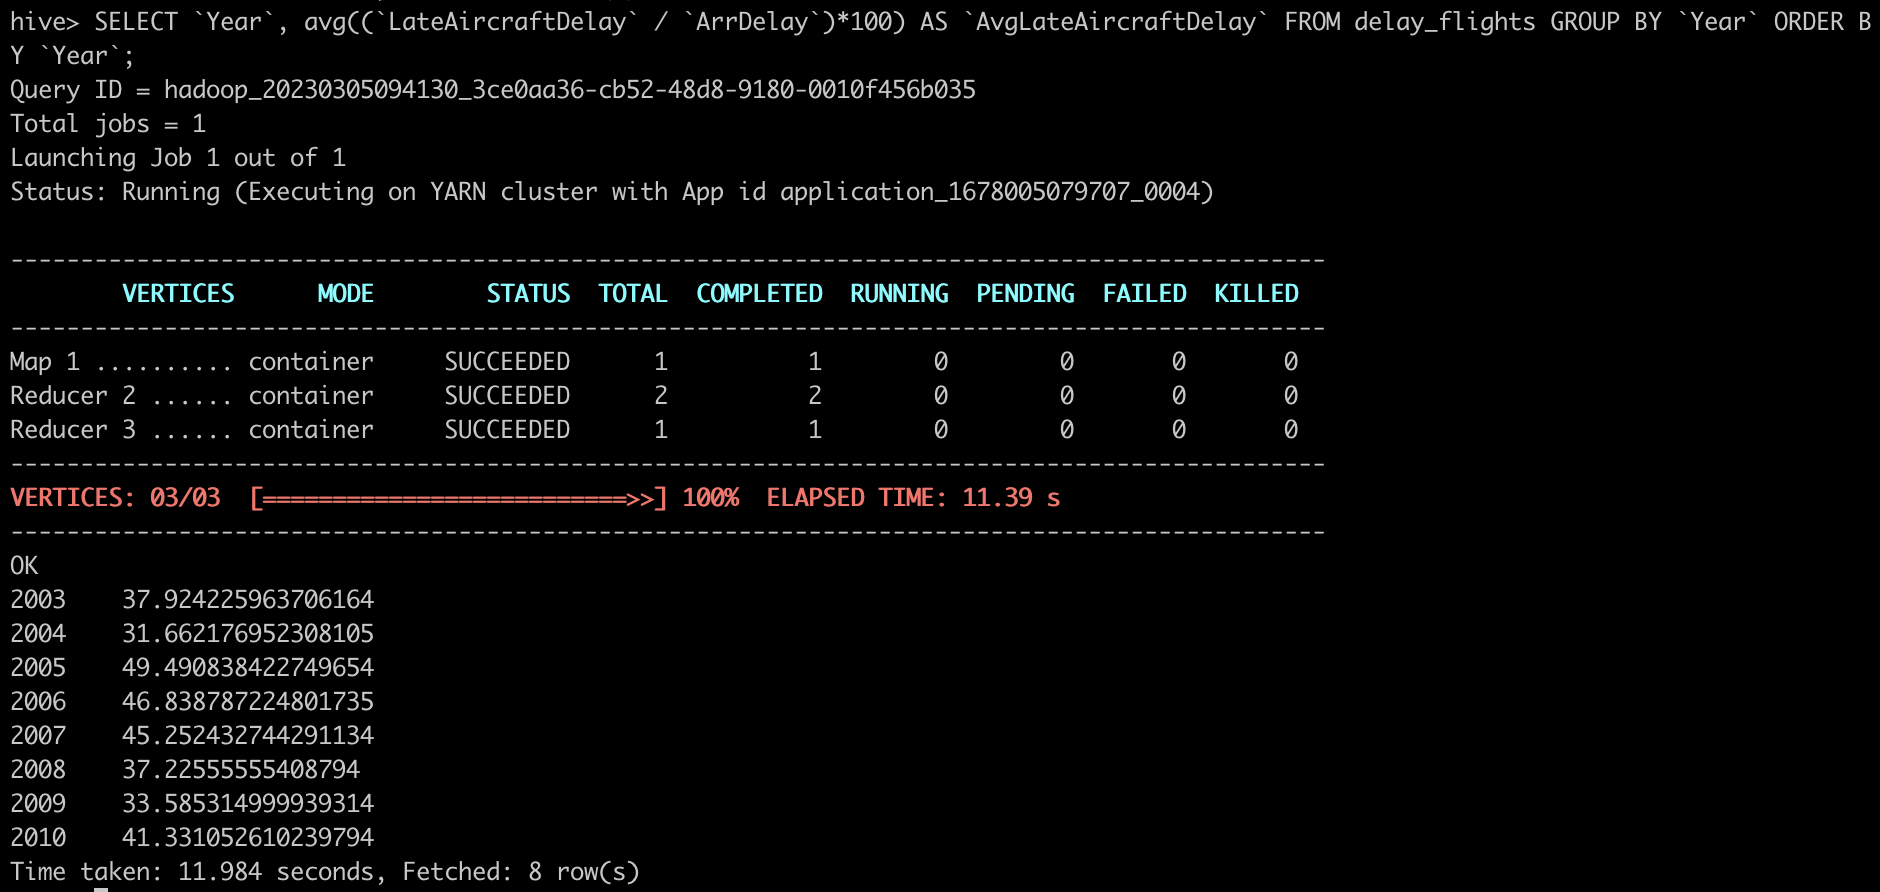 hive> SELECT `Year`, avg((`LateAircraftDelay` / `ArrDelay`)*100) AS `AvgLateAircraftDelay` FROM delay_flights GROUP BY `Year` ORDER B
Y `Year`;
Query ID = hadoop_20230305094130_3ce0aa36-cb52-48d8-9180-0010f456b035
Total jobs = 1
Launching Job 1 out of 1
Status: Running (Executing on YARN cluster with App id application_1678005079707_0004)
----------------------------------------------------------------------------------------------
        VERTICES      MODE        STATUS  TOTAL  COMPLETED  RUNNING  PENDING  FAILED  KILLED
----------------------------------------------------------------------------------------------
Map 1 .......... container     SUCCEEDED      1          1        0        0       0       0
Reducer 2 ...... container     SUCCEEDED      2          2        0        0       0       0
Reducer 3 ...... container     SUCCEEDED      1          1        0        0       0       0
----------------------------------------------------------------------------------------------
VERTICES: 03/03  [==========================>>] 100%  ELAPSED TIME: 11.39 s
----------------------------------------------------------------------------------------------
OK
2003    37.924225963706164
2004    31.662176952308105
2005    49.490838422749654
2006    46.838787224801735
2007    45.252432744291134
2008    37.22555555408794
2009    33.585314999939314
2010    41.331052610239794
Time taken: 11.984 seconds, Fetched: 8 row(s)